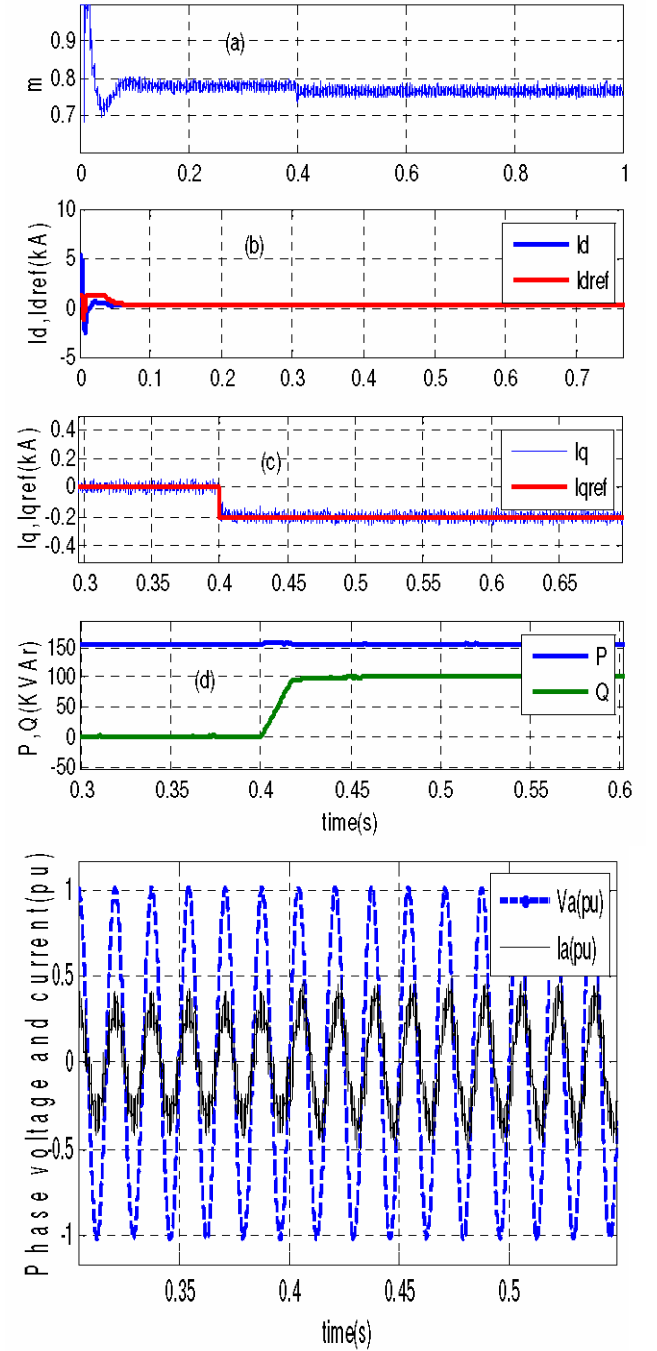 0.9
0.8
0.7
m
(a)
0 0.2 0.4 0.6 0.8 1
10
5
0
-5
Id,Idref(kA)
(b)
Id
Idref
0 0.1 0.2 0.3 0.4 0.5 0.6 0.7
0.4
0.2
0
-0.2
-0.4
Iq,Iqref(kA)
(c)
Iq
Iqref
0.3 0.35 0.4 0.45 0.5 0.55 0.6 0.65
150
100
50
0
-50
P,Q(KVAr)
(d)
P
Q
0.3 0.35 0.4 0.45 0.5 0.55 0.6
time(s)
1
0.5
0
-0.5
-1
Phase voltage and current(pu)
Va(pu)
Ia(pu)
0.35 0.4 0.45 0.5
time(s)